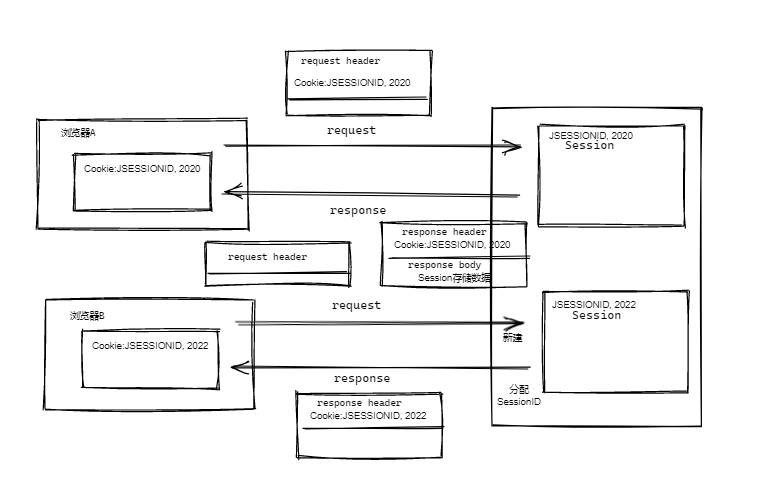 request header
Cookie:JSESSIONID, 2020
浏览器A
Cookie:JSESSIONID, 2020
request
response
JSESSIONID, 2020
Session
response header
Cookie:JSESSIONID, 2020
response body
Session存储数据
request header
浏览器B
Cookie:JSESSIONID, 2022
request
新建
response
JSESSIONID, 2022
Session
分配
SessionID
response header
Cookie:JSESSIONID, 2022